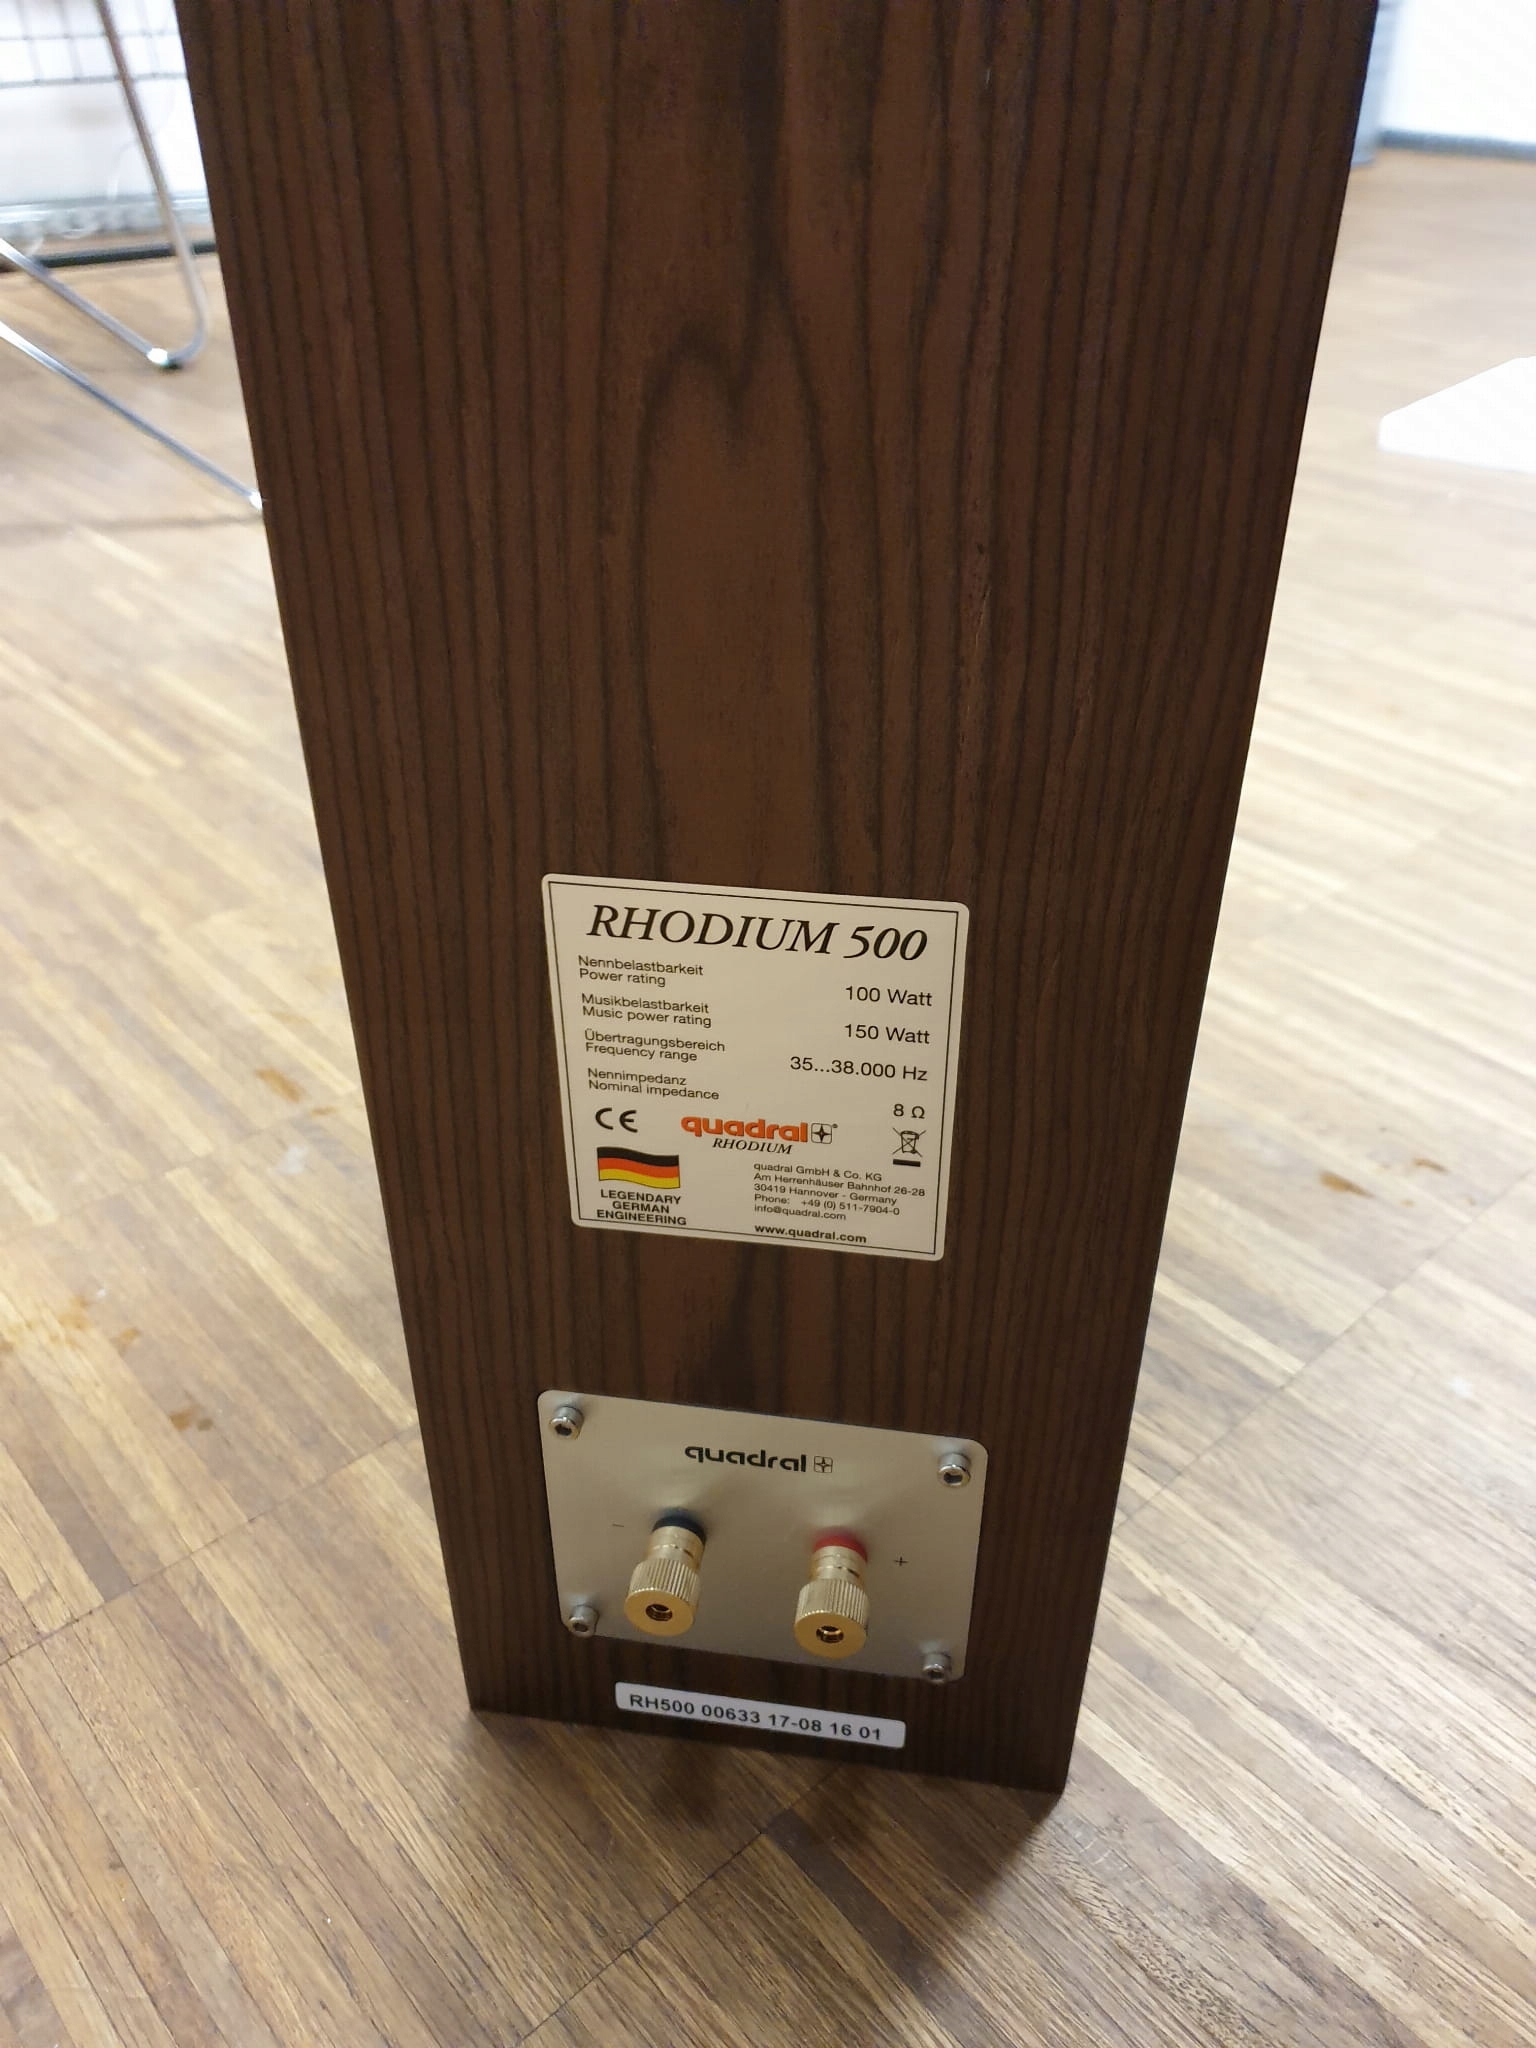 RHODIUM 500
Nennbelastbarkeit
Power rating
100 Watt
Musikbelastbarkeit
Music power rating
150 Watt
Übertragungsbereich
Frequency range
35...38.000 Hz
Nennimpedanz
Nominal impedance
8 Ω
CE
quadral
RHODIUM
LEGENDARY
GERMAN
ENGINEERING
quadral GmbH & Co. KG
Am Herrenhäuser Bahnhof 26-28
30419 Hannover - Germany
Phone: +49 (0) 511-7904-0
info@quadral.com
www.quadral.com
quadral
- +
RH500 00633 17-08 16 01